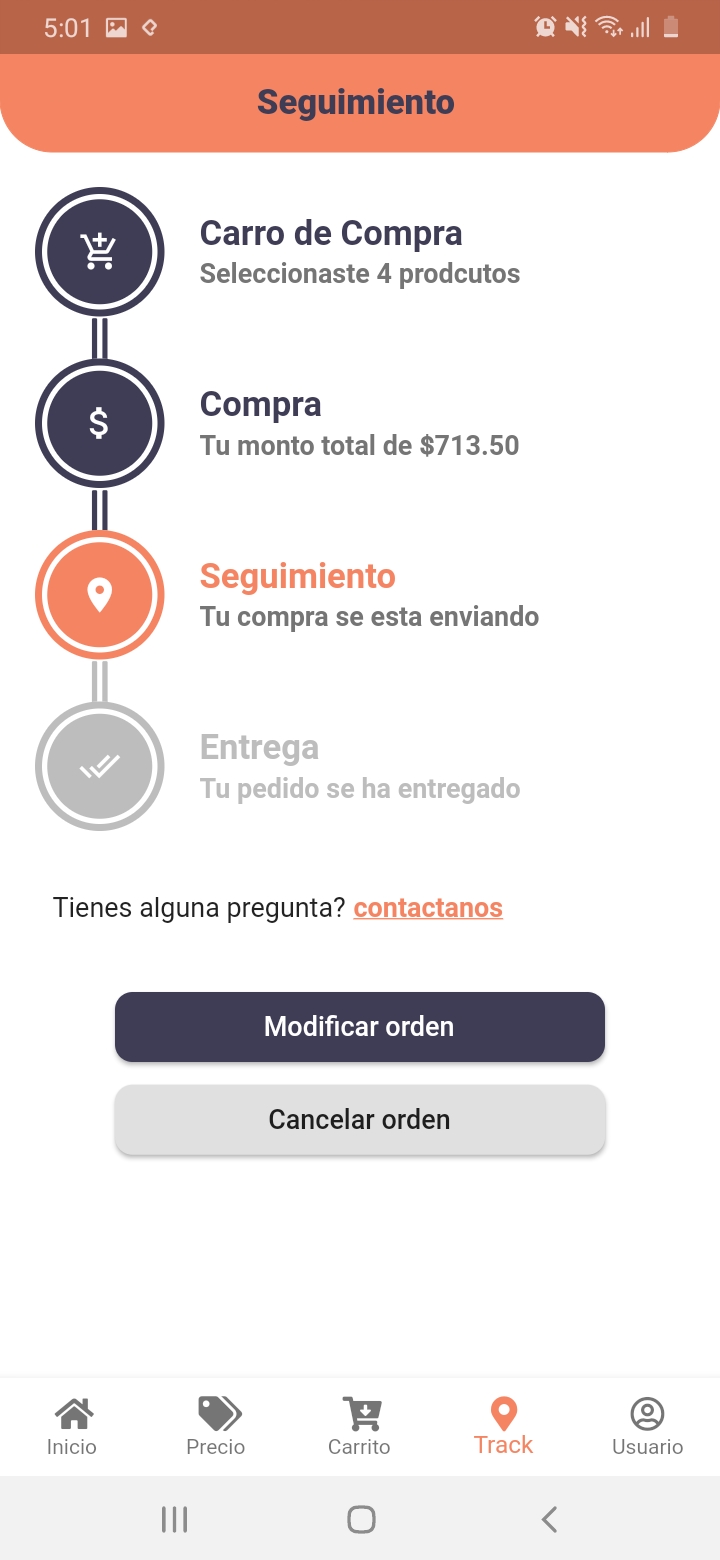 5:01
Seguimiento
Carro de Compra
Seleccionaste 4 prodcutos
$
Compra
Tu monto total de $713.50
Seguimiento
Tu compra se esta enviando
Entrega
Tu pedido se ha entregado
Tienes alguna pregunta? contactanos
Modificar orden
Cancelar orden
Inicio Precio Carrito Track Usuario